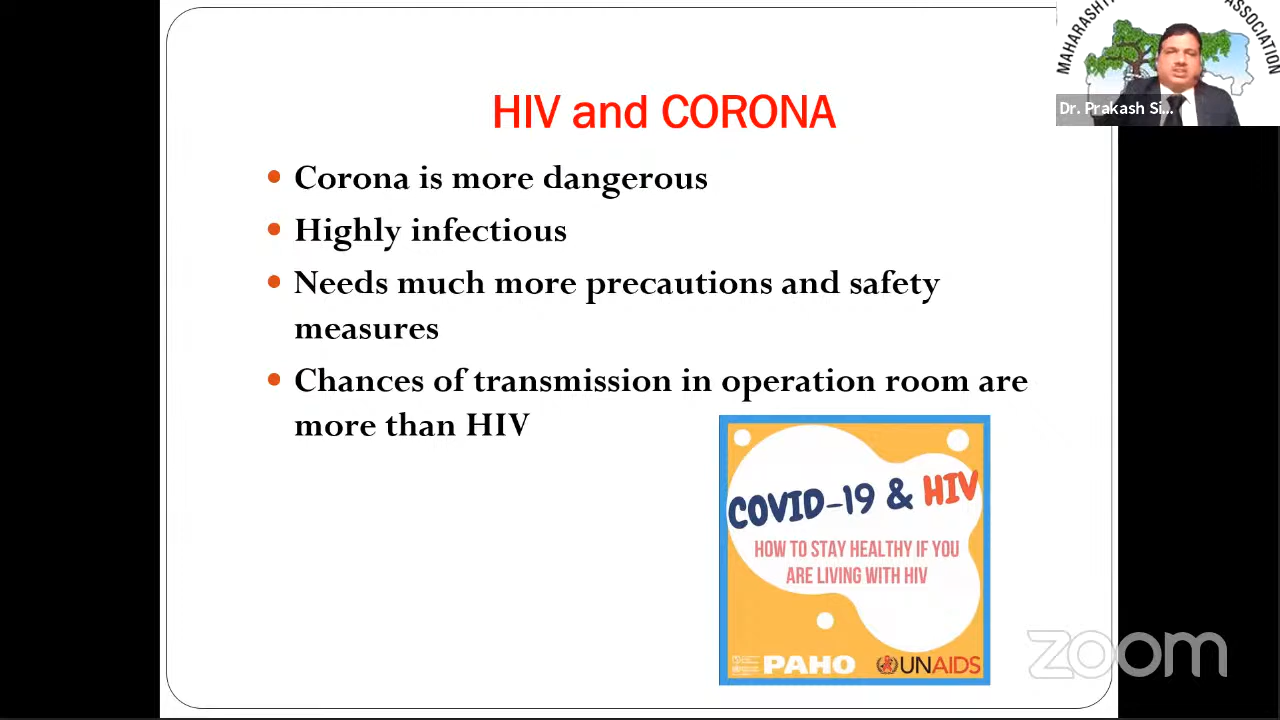 HIV and CORONA
• Corona is more dangerous
• Highly infectious
• Needs much more precautions and safety
measures
• Chances of transmission in operation room are
more than HIV
COVID-19 & HIV
HOW TO STAY HEALTHY IF YOU
ARE LIVING WITH HIV
PAHO
UNAIDS
ASSOCIATION
Dr. Prakash Si...
zoom